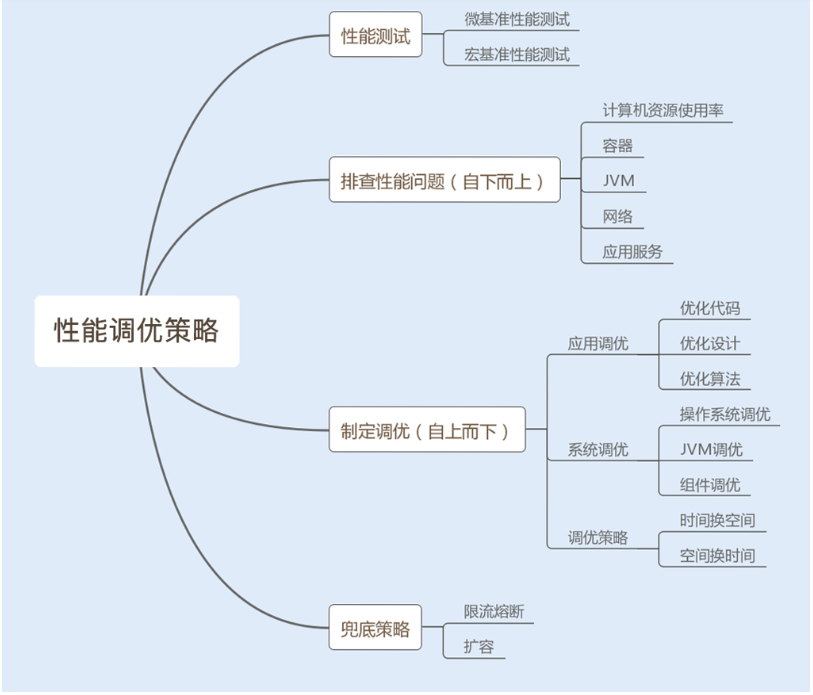 性能调优策略
性能测试
微基准性能测试
宏基准性能测试
排查性能问题（自下而上）
计算机资源使用率
容器
JVM
网络
应用服务
制定调优（自上而下）
应用调优
优化代码
优化设计
优化算法
系统调优
操作系统调优
JVM调优
组件调优
调优策略
时间换空间
空间换时间
兜底策略
限流熔断
扩容